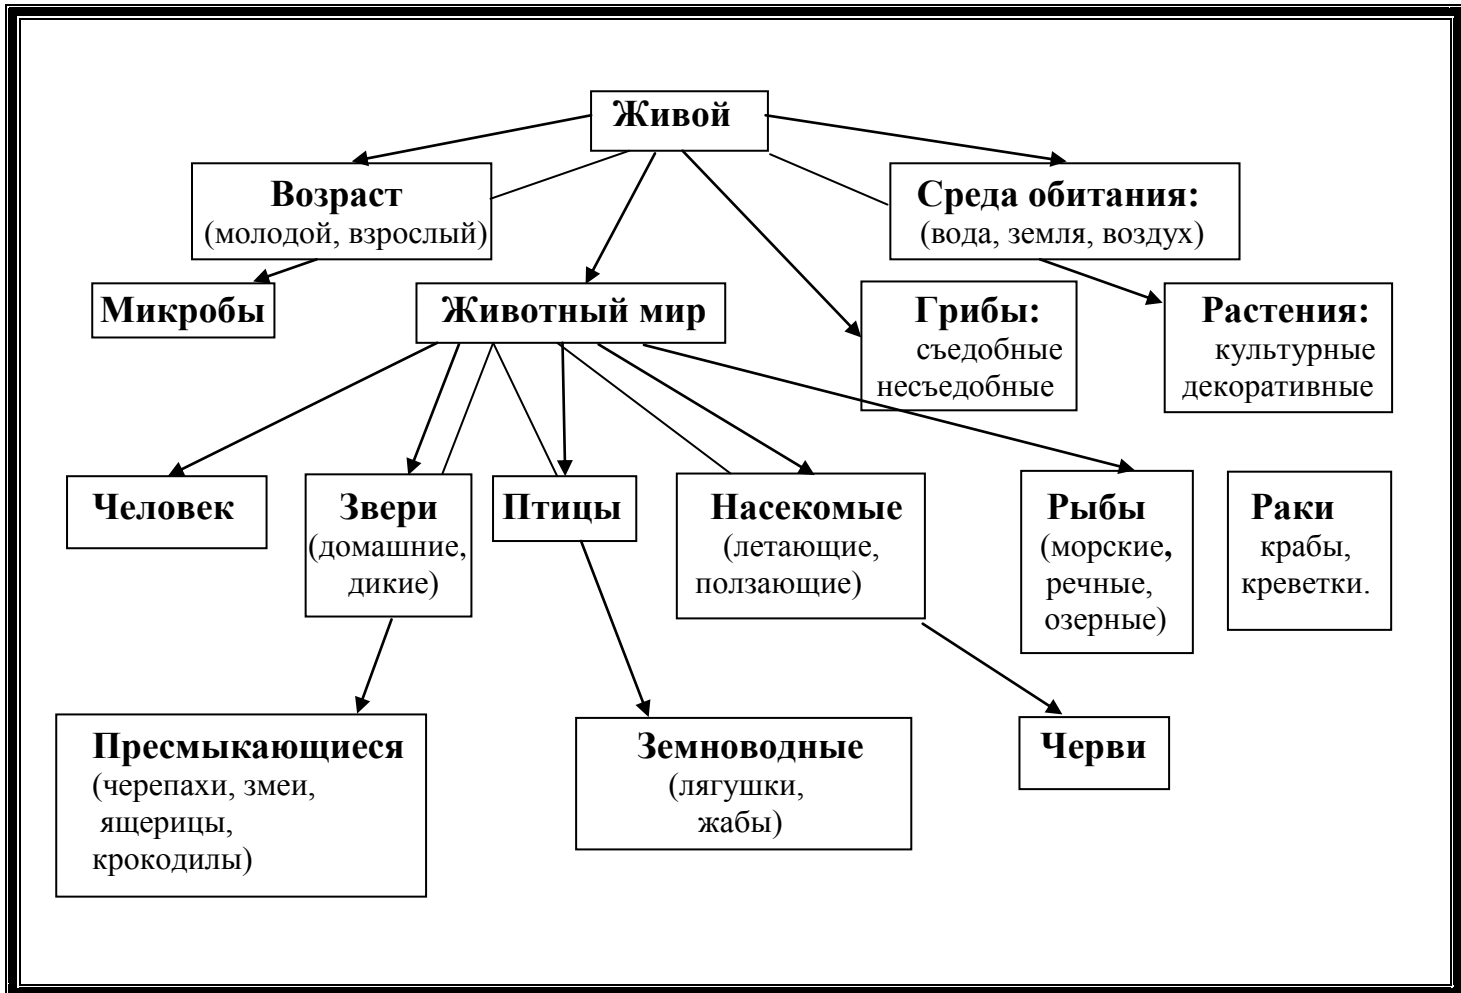 Живой
Возраст
(молодой, взрослый)
Среда обитания:
(вода, земля, воздух)
Микробы
Животный мир
Грибы:
съедобные
несъедобные
Растения:
культурные
декоративные
Человек
Звери
(домашние,
дикие)
Птицы
Насекомые
(летающие,
ползающие)
Рыбы
(морские,
речные,
озерные)
Раки
крабы,
креветки.
Пресмыкающиеся
(черепахи, змеи,
ящерицы,
крокодилы)
Земноводные
(лягушки,
жабы)
Черви